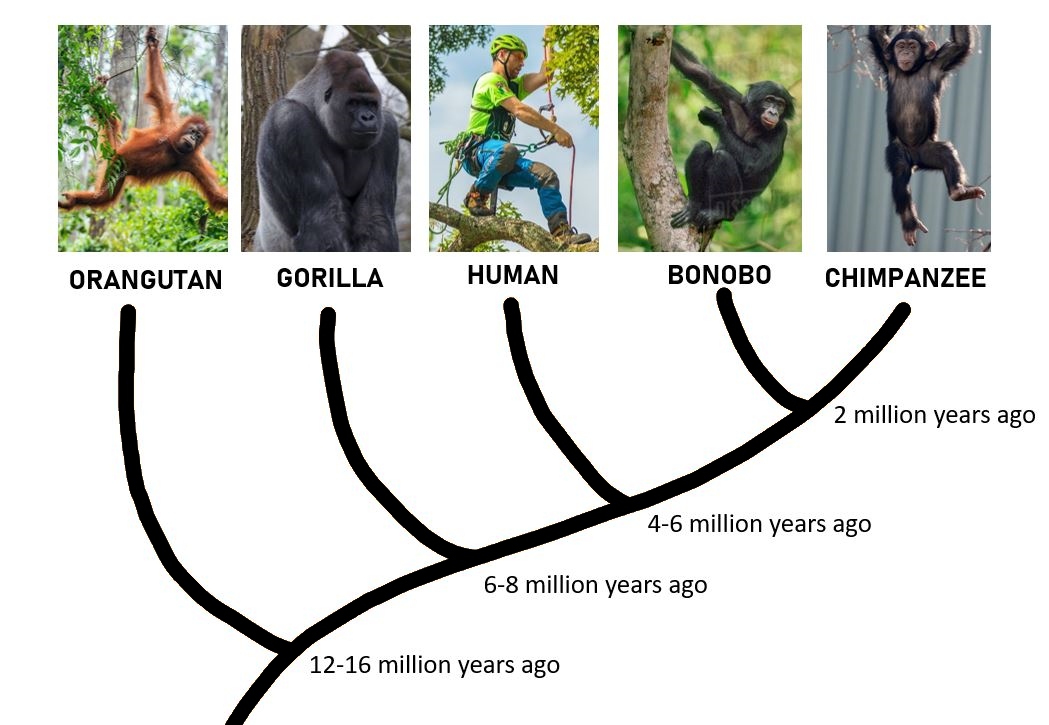 ORANGUTAN
GORILLA
HUMAN
BONOBO
CHIMPANZEE
2 million years ago
4-6 million years ago
6-8 million years ago
12-16 million years ago